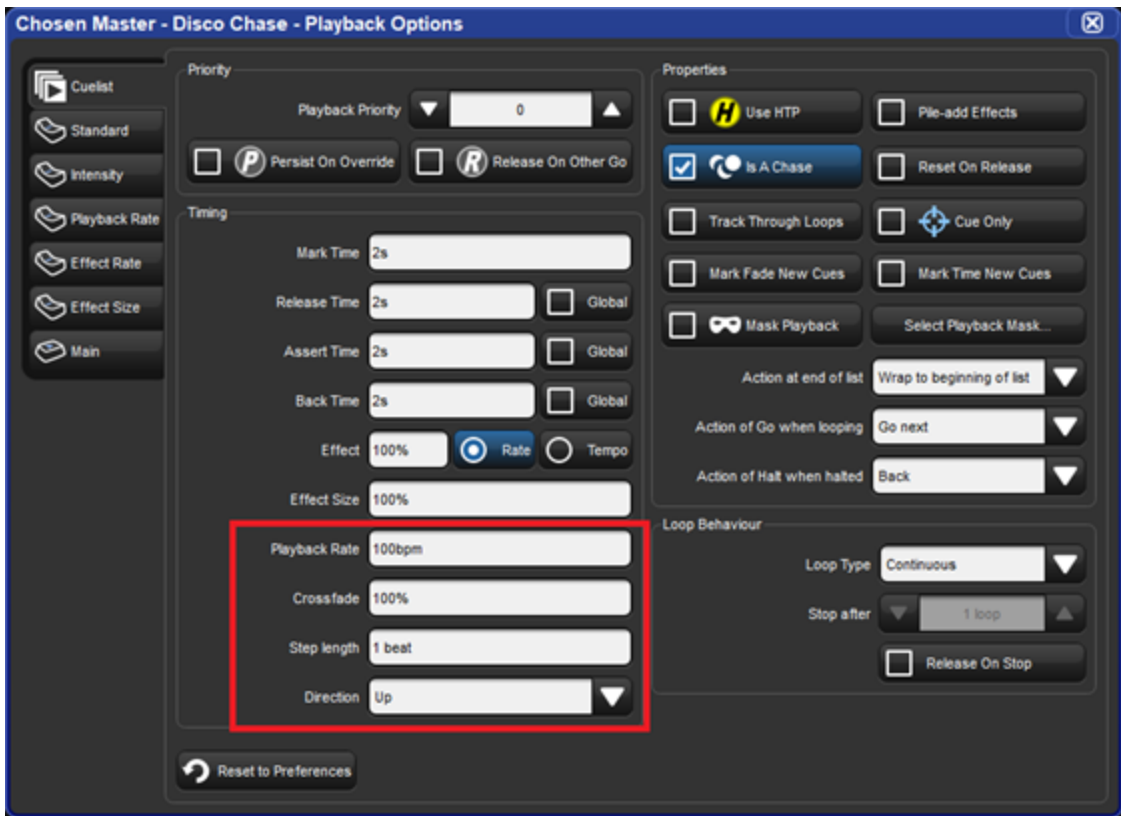 Chosen Master - Disco Chase - Playback Options
Cuelist
Standard
Intensity
Playback Rate
Effect Rate
Effect Size
Main
Priority
Playback Priority 0
P Persist On Override
R Release On Other Go
Timing
Mark Time 2s
Release Time 2s Global
Assert Time 2s Global
Back Time 2s Global
Effect 100% Rate Tempo
Effect Size 100%
Playback Rate 100bpm
Crossfade 100%
Step length 1 beat
Direction Up
Reset to Preferences
Properties
H Use HTP
Pile-add Effects
Is A Chase
Reset On Release
Track Through Loops
Cue Only
Mark Fade New Cues
Mark Time New Cues
Mask Playback
Select Playback Mask...
Action at end of list Wrap to beginning of list
Action of Go when looping Go next
Action of Halt when halted Back
Loop Behaviour
Loop Type Continuous
Stop after 1 loop
Release On Stop